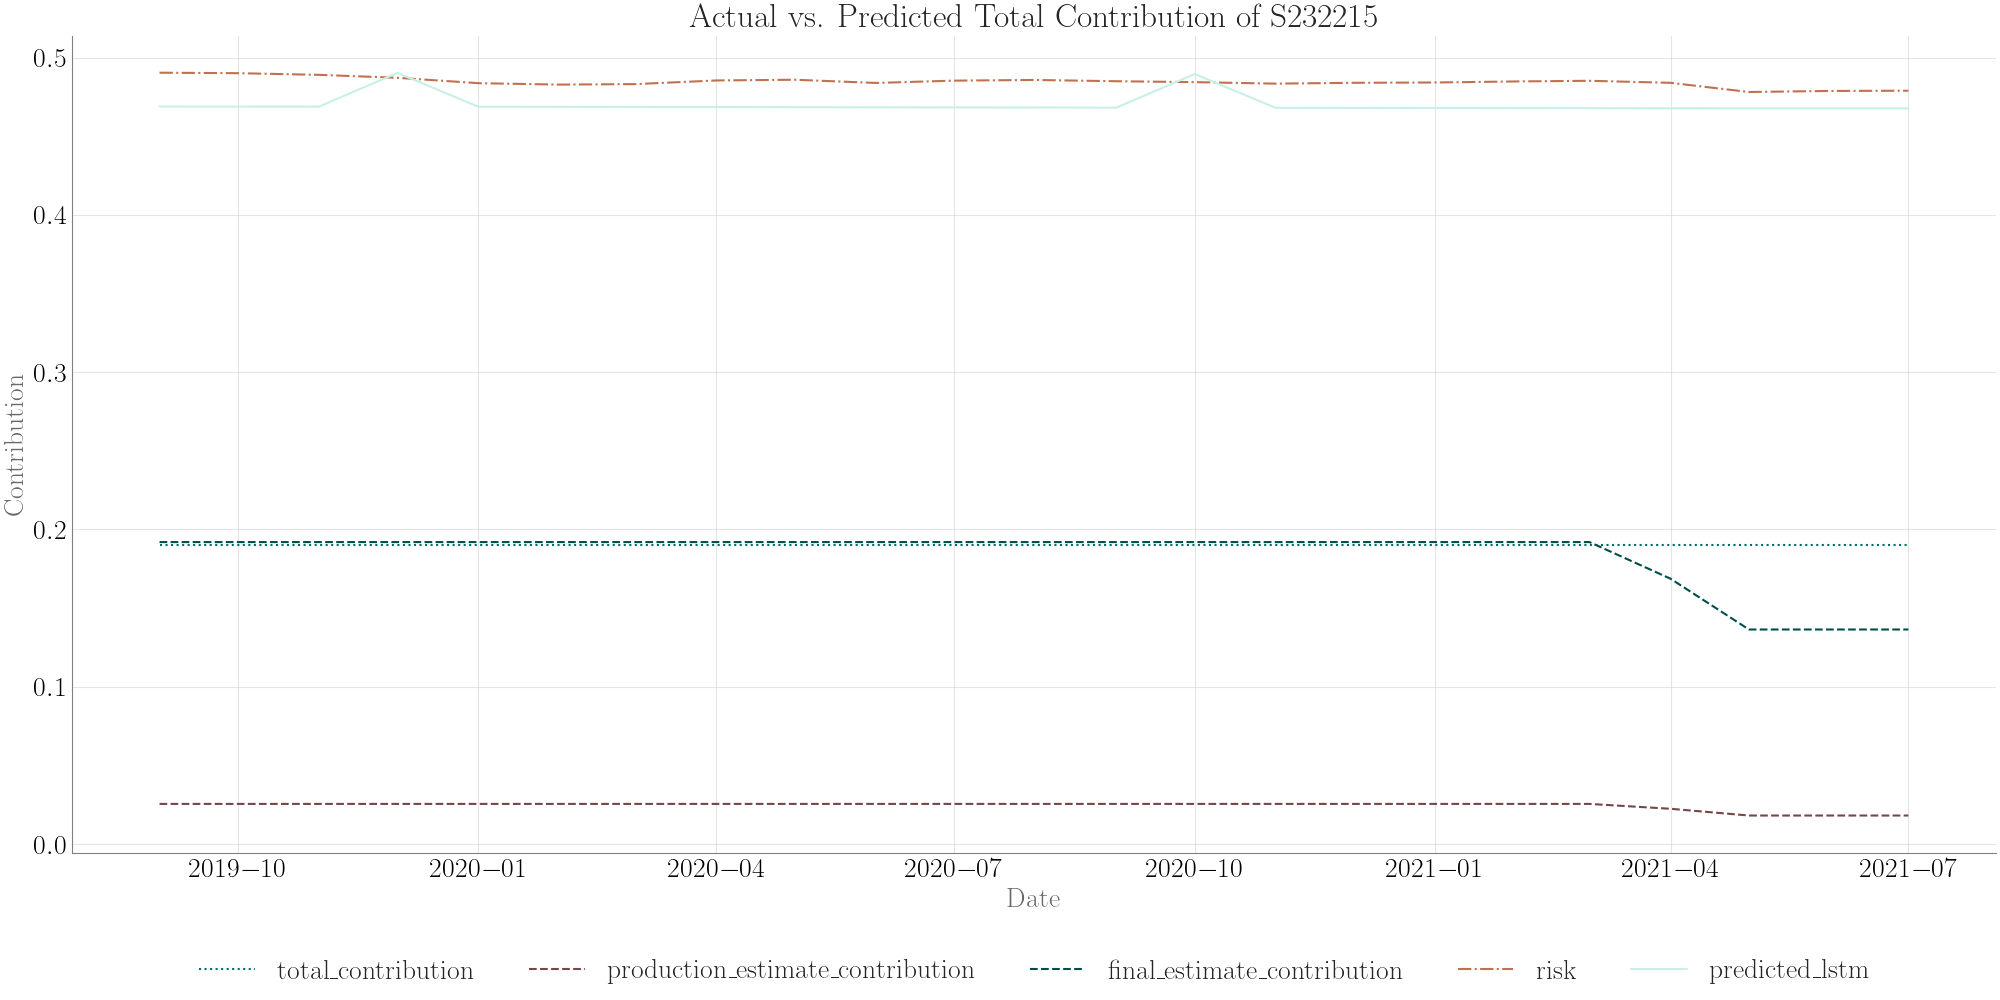 Actual vs. Predicted Total Contribution of S232215
0.5
0.4
0.3
0.2
0.1
0.0
Contribution
2019–10 2020–01 2020–04 2020–07 2020–10 2021–01 2021–04 2021–07
Date
total_contribution production_estimate_contribution final_estimate_contribution risk predicted_lstm